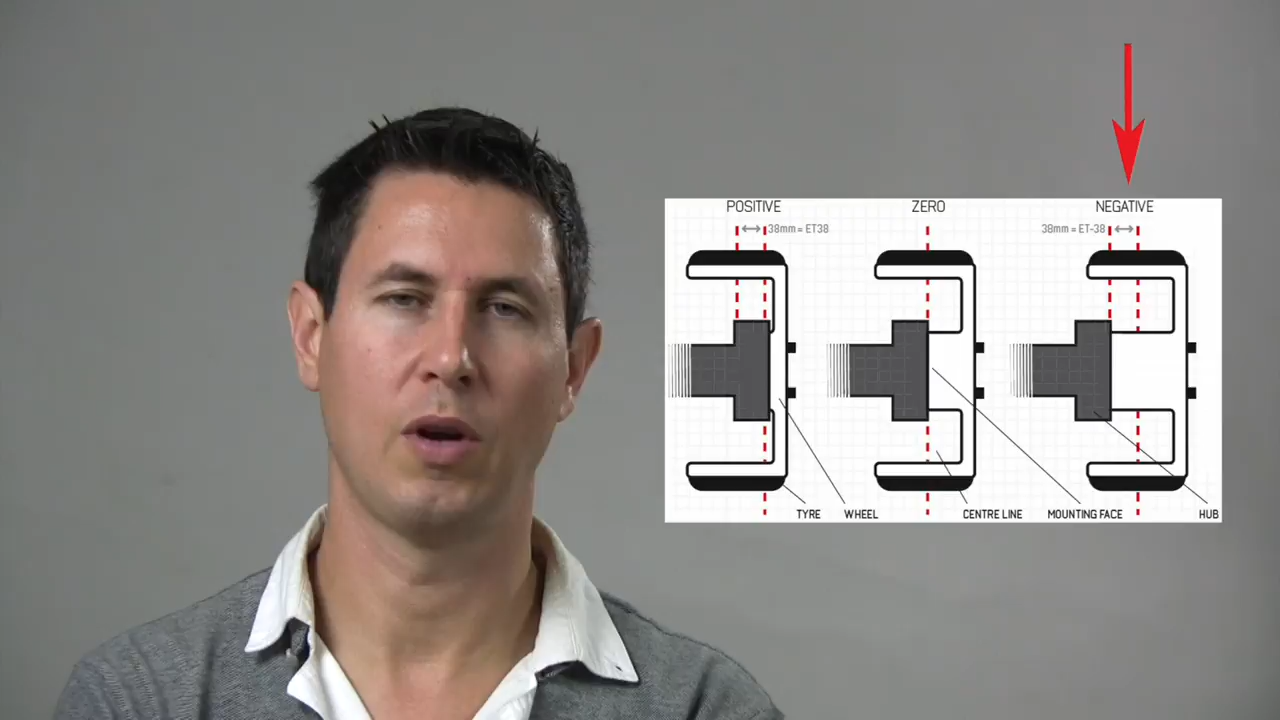 POSITIVE ZERO NEGATIVE
38mm = ET38 38mm = ET-38
TYRE WHEEL CENTRE LINE MOUNTING FACE HUB